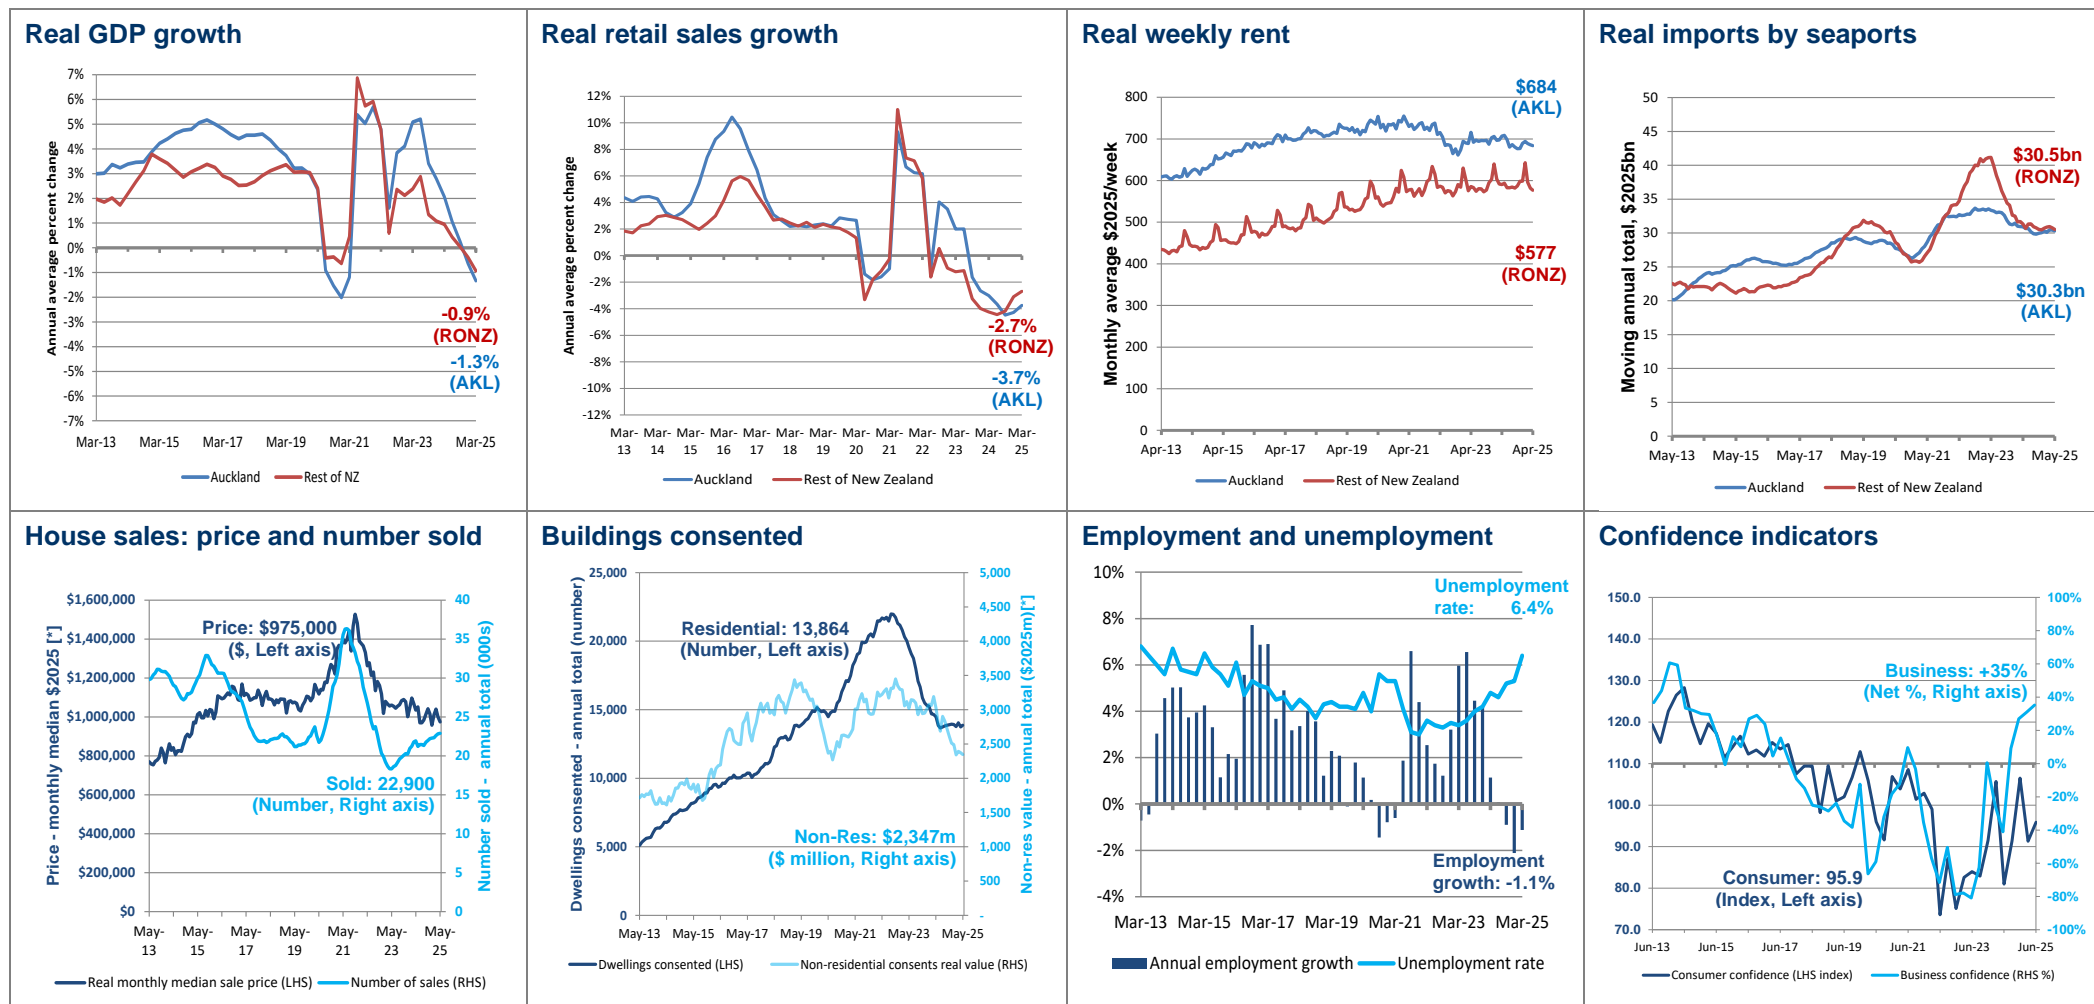 Real GDP growth
Annual average percent change
7%
6%
5%
4%
3%
2%
1%
0%
-1%
-2%
-3%
-4%
-5%
-6%
-7%
-0.9%
(RONZ)
-1.3%
(AKL)
Mar-13 Mar-15 Mar-17 Mar-19 Mar-21 Mar-23 Mar-25
Auckland Rest of NZ
Real retail sales growth
Annual average percent change
12%
10%
8%
6%
4%
2%
0%
-2%
-4%
-6%
-8%
-10%
-12%
-2.7%
(RONZ)
-3.7%
(AKL)
Mar- Mar- Mar- Mar- Mar- Mar- Mar- Mar- Mar- Mar- Mar- Mar- Mar-
13 14 15 16 17 18 19 20 21 22 23 24 25
Auckland Rest of New Zealand
Real weekly rent
Monthly average $2025/week
800
700
600
500
400
300
200
100
0
$684
(AKL)
$577
(RONZ)
Apr-13 Apr-15 Apr-17 Apr-19 Apr-21 Apr-23 Apr-25
Auckland Rest of New Zealand
Real imports by seaports
Moving annual total, $2025bn
50
45
40
35
30
25
20
15
10
5
0
$30.5bn
(RONZ)
$30.3bn
(AKL)
May-13 May-15 May-17 May-19 May-21 May-23 May-25
Auckland Rest of New Zealand
House sales: price and number sold
Price - monthly median $2025 [*]
$1,600,000
$1,400,000
$1,200,000
$1,000,000
$800,000
$600,000
$400,000
$200,000
$0
Price: $975,000
($, Left axis)
Sold: 22,900
(Number, Right axis)
40
35
30
25
20
15
10
5
0
Number sold - annual total (000s)
May- May- May- May- May- May- May-
13 15 17 19 21 23 25
Real monthly median sale price (LHS) Number of sales (RHS)
Buildings consented
Dwellings consented - annual total (number)
25,000
20,000
15,000
10,000
5,000
0
Residential: 13,864
(Number, Left axis)
Non-Res: $2,347m
($ million, Right axis)
5,000
4,500
4,000
3,500
3,000
2,500
2,000
1,500
1,000
500
-
Non-res value - annual total ($2025m)[*]
May-13 May-15 May-17 May-19 May-21 May-23 May-25
Dwellings consented (LHS) Non-residential consents real value (RHS)
Employment and unemployment
10%
8%
6%
4%
2%
0%
-2%
-4%
Unemployment
rate: 6.4%
Employment
growth: -1.1%
Mar-13 Mar-15 Mar-17 Mar-19 Mar-21 Mar-23 Mar-25
Annual employment growth Unemployment rate
Confidence indicators
150.0
140.0
130.0
120.0
110.0
100.0
90.0
80.0
70.0
Business: +35%
(Net %, Right axis)
Consumer: 95.9
(Index, Left axis)
100%
80%
60%
40%
20%
0%
-20%
-40%
-60%
-80%
-100%
Jun-13 Jun-15 Jun-17 Jun-19 Jun-21 Jun-23 Jun-25
Consumer confidence (LHS index) Business confidence (RHS %)